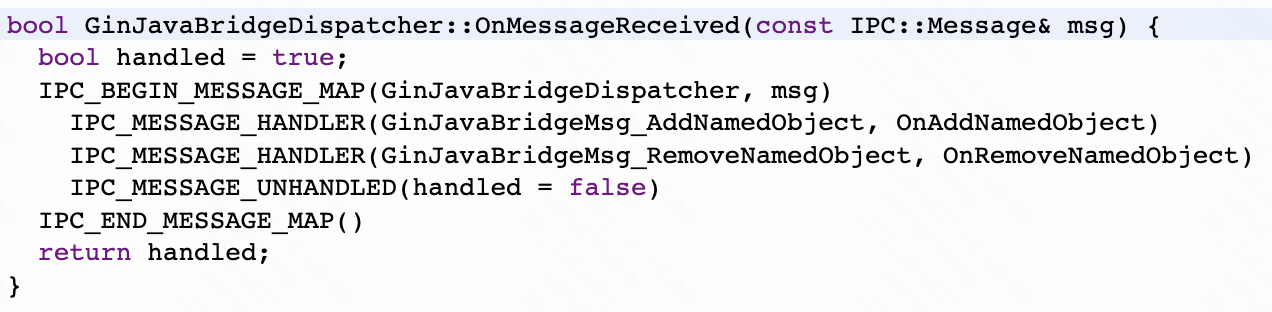 bool GinJavaBridgeDispatcher::OnMessageReceived(const IPC::Message& msg) {
  bool handled = true;
  IPC_BEGIN_MESSAGE_MAP(GinJavaBridgeDispatcher, msg)
    IPC_MESSAGE_HANDLER(GinJavaBridgeMsg_AddNamedObject, OnAddNamedObject)
    IPC_MESSAGE_HANDLER(GinJavaBridgeMsg_RemoveNamedObject, OnRemoveNamedObject)
    IPC_MESSAGE_UNHANDLED(handled = false)
  IPC_END_MESSAGE_MAP()
  return handled;
}